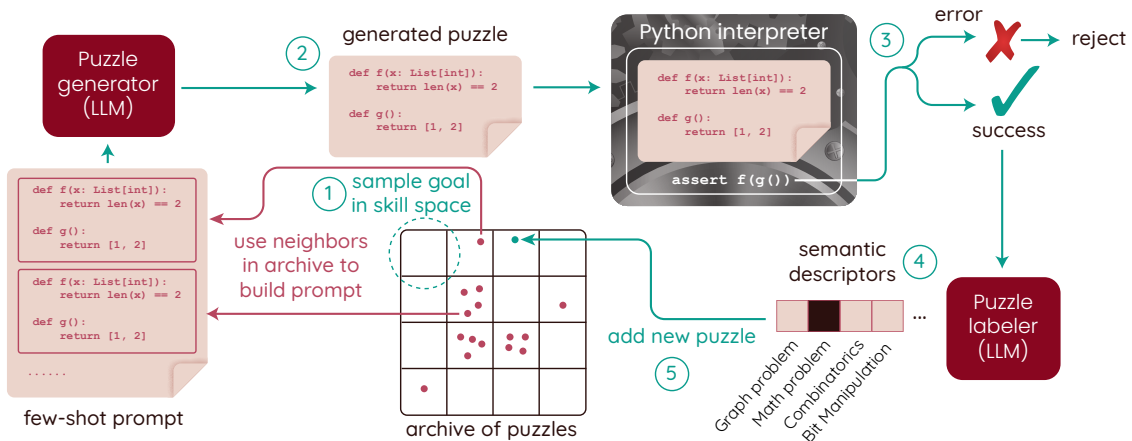 Puzzle
generator
(LLM)
2
generated puzzle
def f(x: List[int]):
    return len(x) == 2
def g():
    return [1, 2]
Python interpreter
def f(x: List[int]):
    return len(x) == 2
def g():
    return [1, 2]
assert f(g())
3
error
reject
success
def f(x: List[int]):
    return len(x) == 2
def g():
    return [1, 2]
def f(x: List[int]):
    return len(x) == 2
def g():
    return [1, 2]
......
few-shot prompt
1
sample goal
in skill space
use neighbors
in archive to
build prompt
archive of puzzles
add new puzzle
5
semantic
descriptors
4
...
Graph problem
Math problem
Combinatorics
Bit Manipulation
Puzzle
labeler
(LLM)